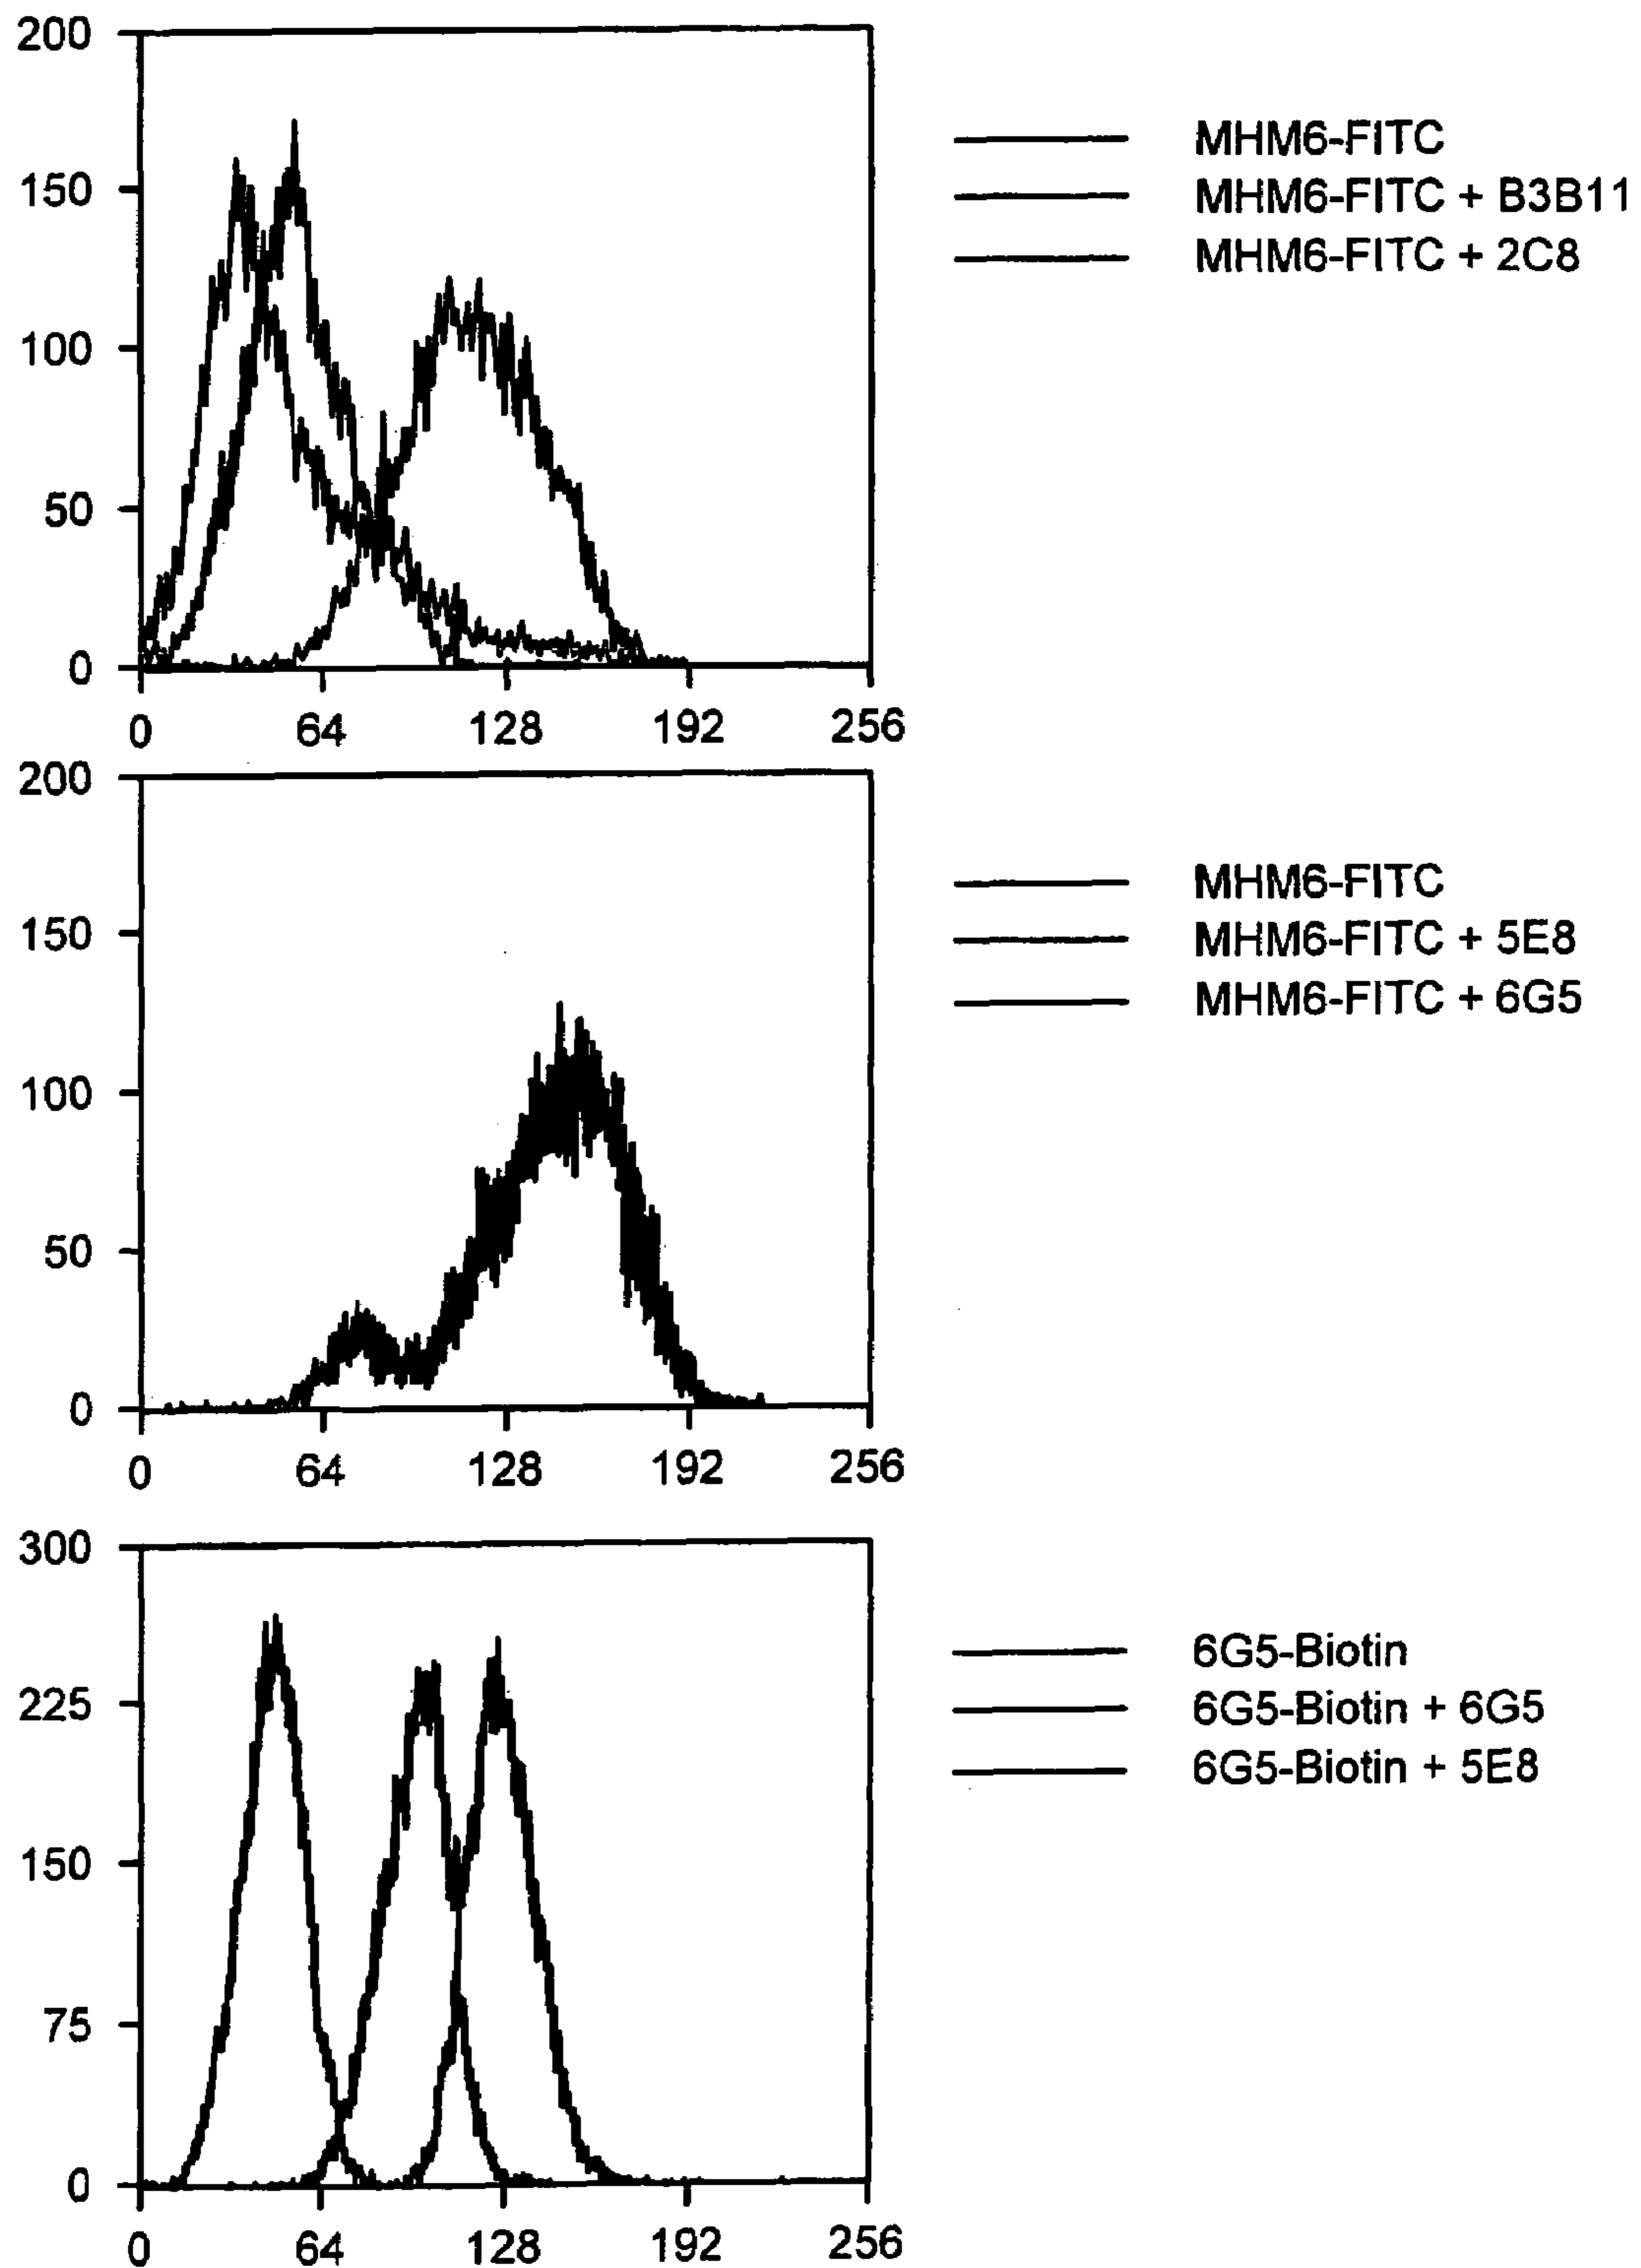 200
150
100
50
0
0 64 128 192 256
MHM6-FITC
MHM6-FITC + B3B11
MHM6-FITC + 2C8
200
150
100
50
0
0 64 128 192 256
MHM6-FITC
MHM6-FITC + 5E8
MHM6-FITC + 6G5
300
225
150
75
0
0 64 128 192 256
6G5-Biotin
6G5-Biotin + 6G5
6G5-Biotin + 5E8